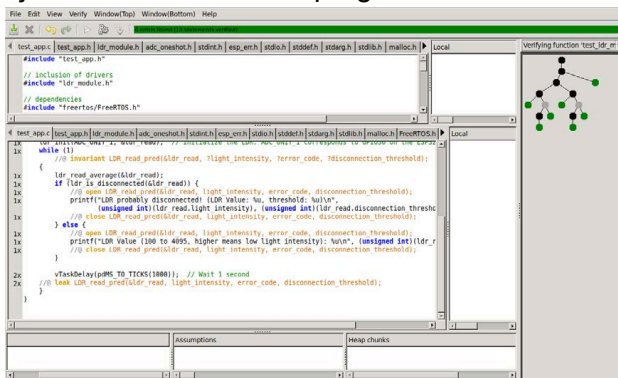 File Edit View Verify Window(Top) Window(Bottom) Help
0 errors found
test_app.c test_app.h ldr_module.h adc_oneshot.h stdint.h esp_err.h stdio.h stddef.h stdarg.h stdlib.h malloc.h
Local
Verifying function 'test_ldr_m
#include "test_app.h"
// inclusion of drivers
#include "ldr_module.h"
// dependencies
#include "freertos/FreeRTOS.h"
test_app.c test_app.h ldr_module.h adc_oneshot.h stdint.h esp_err.h stdio.h stddef.h stdarg.h stdlib.h malloc.h FreeRTOS.h
Local
1x while (1)
//@ invariant LDR_read_pred(&ldr_read, ?light_intensity, ?error_code, ?disconnection_threshold);
{
1x ldr_read_average(&ldr_read);
1x if (ldr_is_disconnected(&ldr_read)) {
1x //@ open LDR_read_pred(&ldr_read, light_intensity, error_code, disconnection_threshold);
1x printf("LDR probably disconnected! (LDR Value: %u, threshold: %u)\n",
(unsigned int)(ldr_read.light_intensity), (unsigned int)(ldr_read.disconnection_thresho
1x //@ close LDR_read_pred(&ldr_read, light_intensity, error_code, disconnection_threshold);
} else {
1x //@ open LDR_read_pred(&ldr_read, light_intensity, error_code, disconnection_threshold);
1x printf("LDR Value (100 to 4095, higher means low light intensity): %u\n", (unsigned int)(ldr_r
1x //@ close LDR_read_pred(&ldr_read, light_intensity, error_code, disconnection_threshold);
}
2x vTaskDelay(pdMS_TO_TICKS(1000)); // Wait 1 second
2x //@ leak LDR_read_pred(&ldr_read, light_intensity, error_code, disconnection_threshold);
}
}
Assumptions
Heap chunks